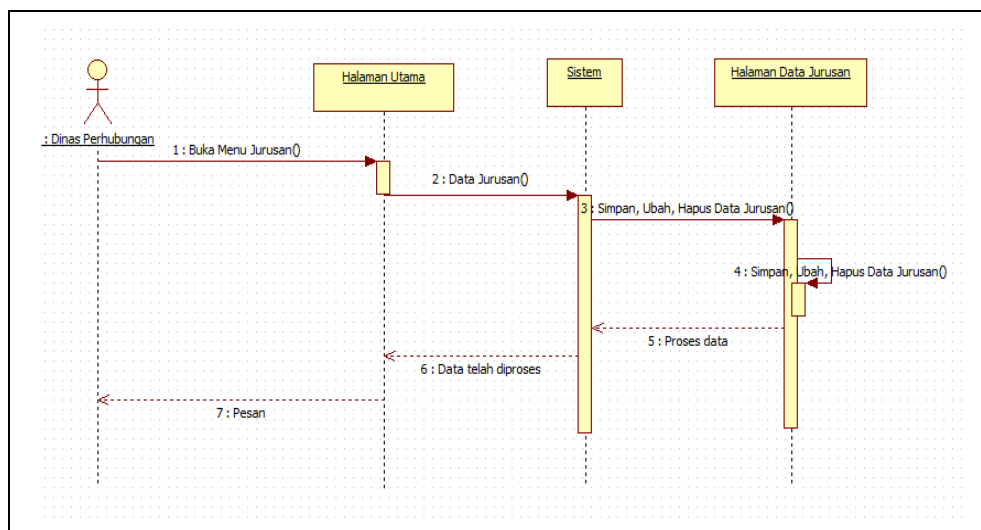 Halaman Utama
Sistem
Halaman Data Jurusan
: Dinas Perhubungan
1 : Buka Menu Jurusan()
2 : Data Jurusan()
3 : Simpan, Ubah, Hapus Data Jurusan()
4 : Simpan, Ubah, Hapus Data Jurusan()
5 : Proses data
6 : Data telah diproses
7 : Pesan